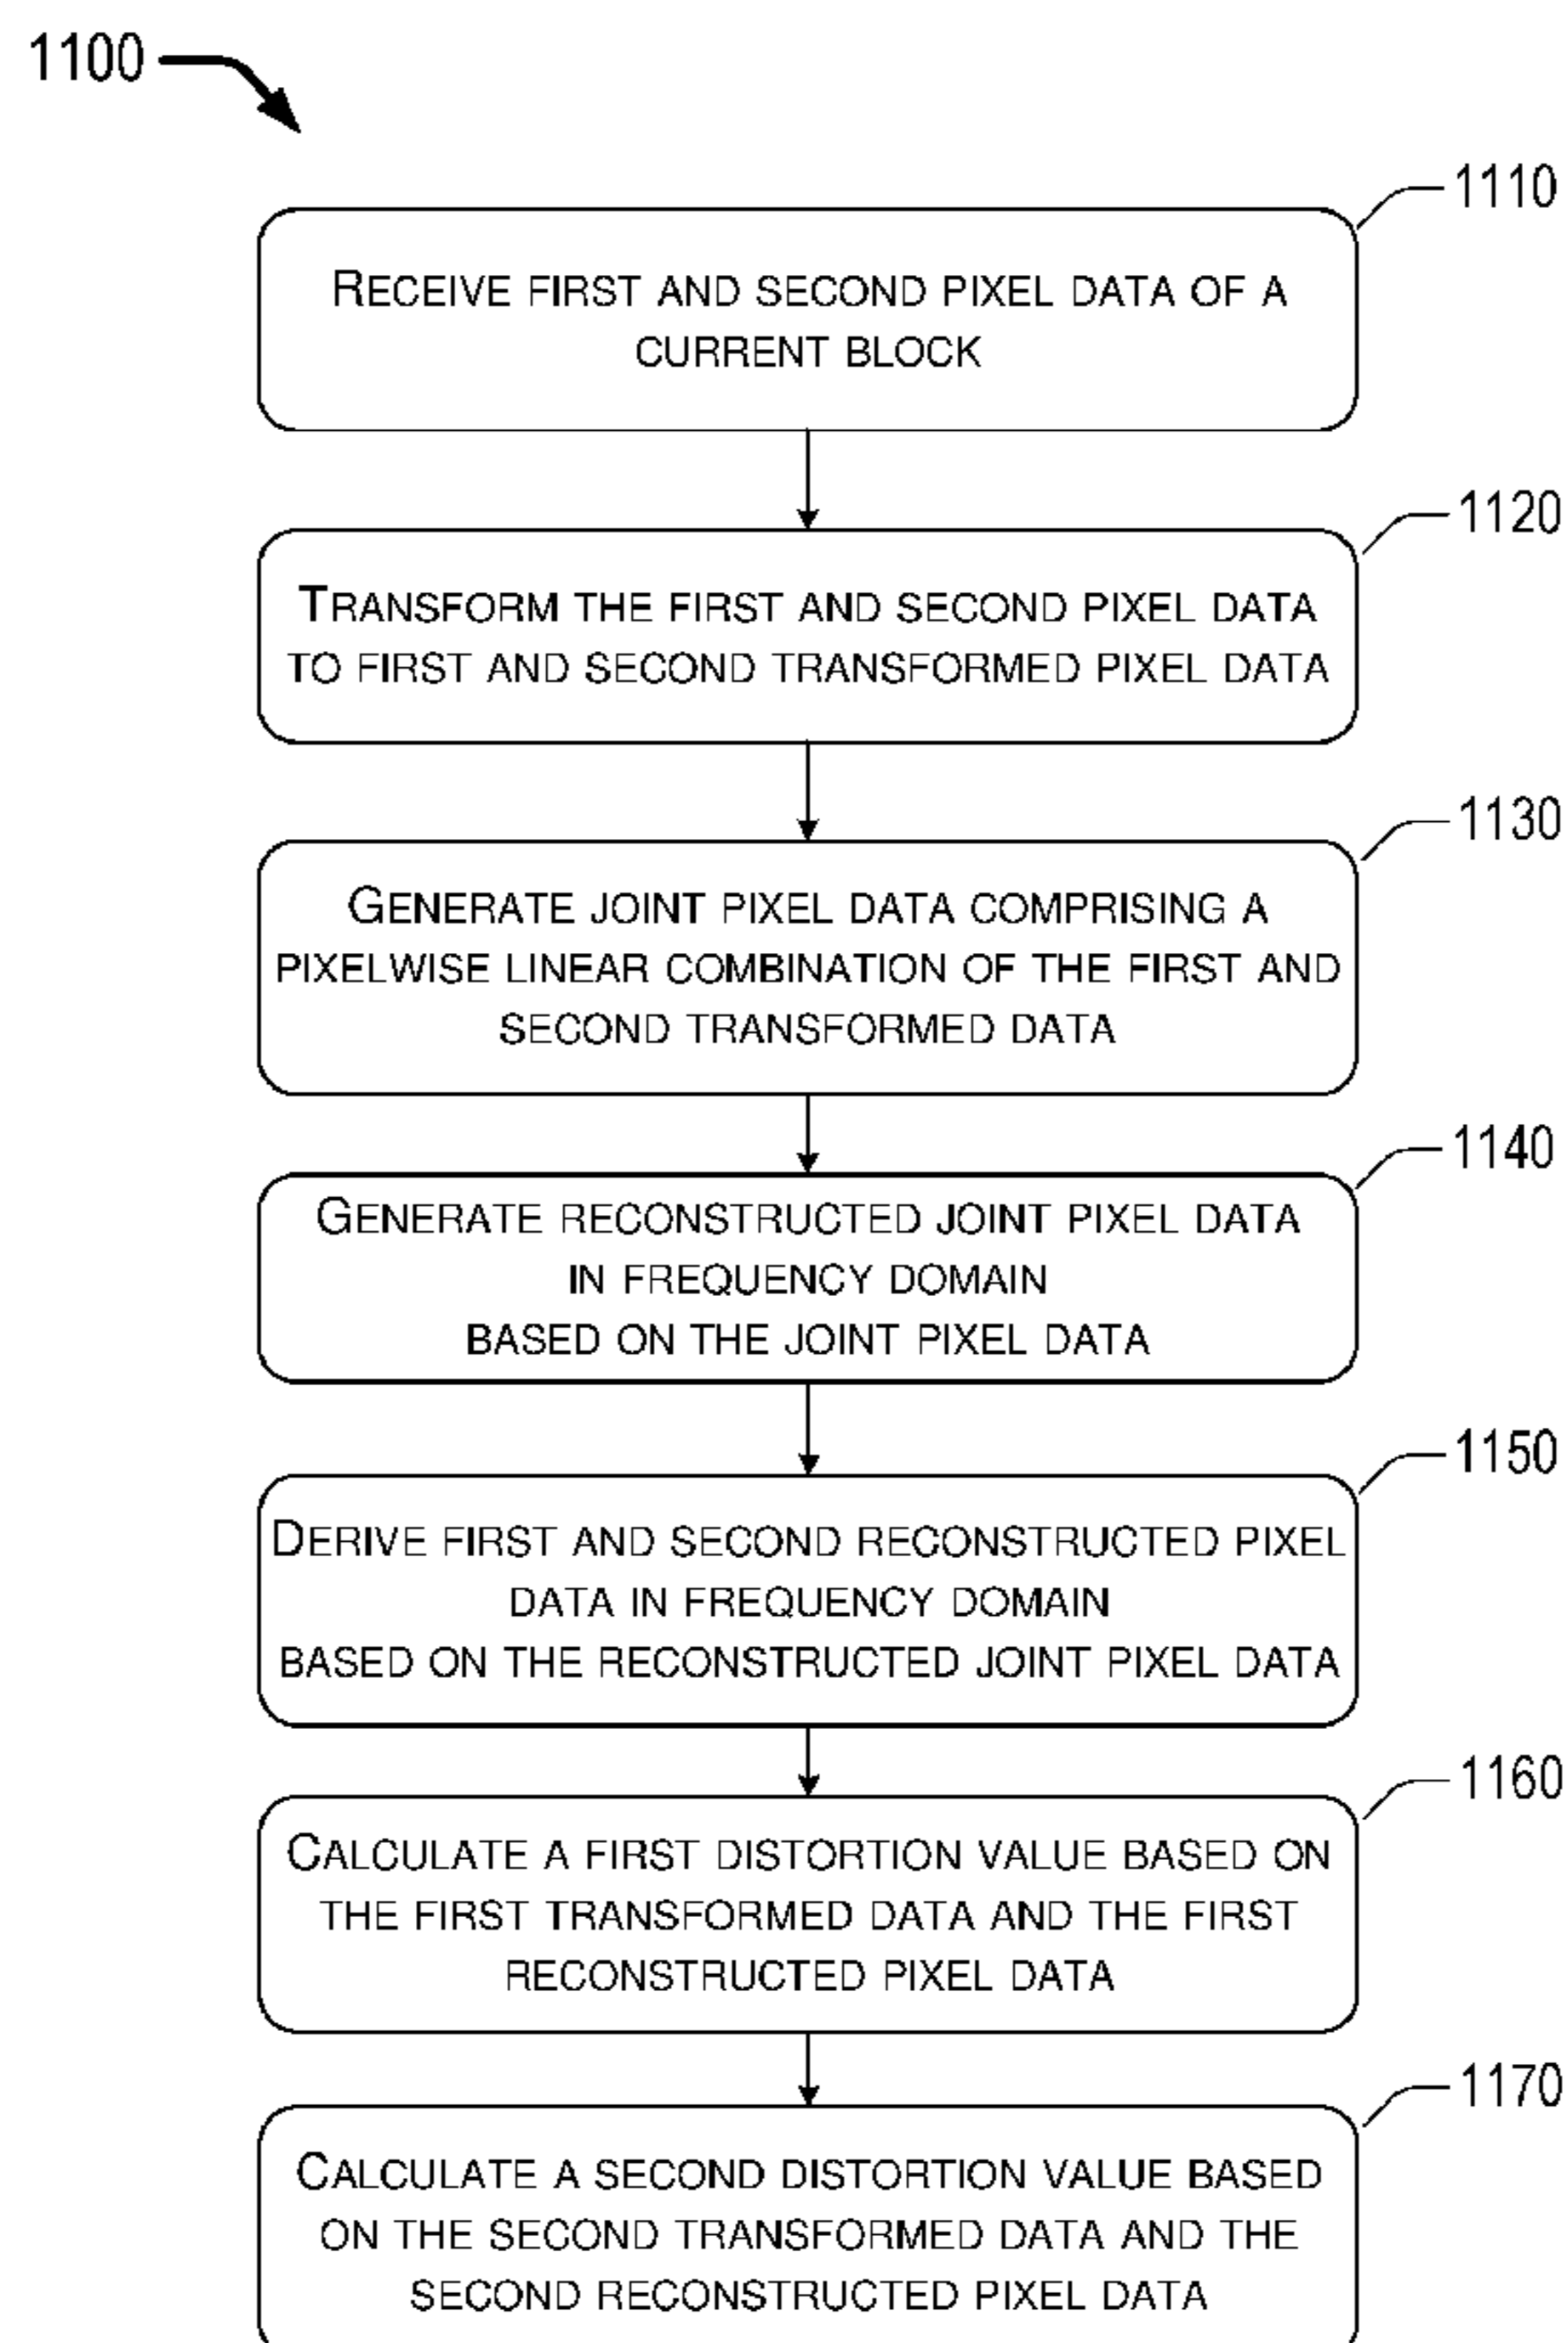 1100
1110
RECEIVE FIRST AND SECOND PIXEL DATA OF A
CURRENT BLOCK
1120
TRANSFORM THE FIRST AND SECOND PIXEL DATA
TO FIRST AND SECOND TRANSFORMED PIXEL DATA
1130
GENERATE JOINT PIXEL DATA COMPRISING A
PIXELWISE LINEAR COMBINATION OF THE FIRST AND
SECOND TRANSFORMED DATA
1140
GENERATE RECONSTRUCTED JOINT PIXEL DATA
IN FREQUENCY DOMAIN
BASED ON THE JOINT PIXEL DATA
1150
DERIVE FIRST AND SECOND RECONSTRUCTED PIXEL
DATA IN FREQUENCY DOMAIN
BASED ON THE RECONSTRUCTED JOINT PIXEL DATA
1160
CALCULATE A FIRST DISTORTION VALUE BASED ON
THE FIRST TRANSFORMED DATA AND THE FIRST
RECONSTRUCTED PIXEL DATA
1170
CALCULATE A SECOND DISTORTION VALUE BASED
ON THE SECOND TRANSFORMED DATA AND THE
SECOND RECONSTRUCTED PIXEL DATA